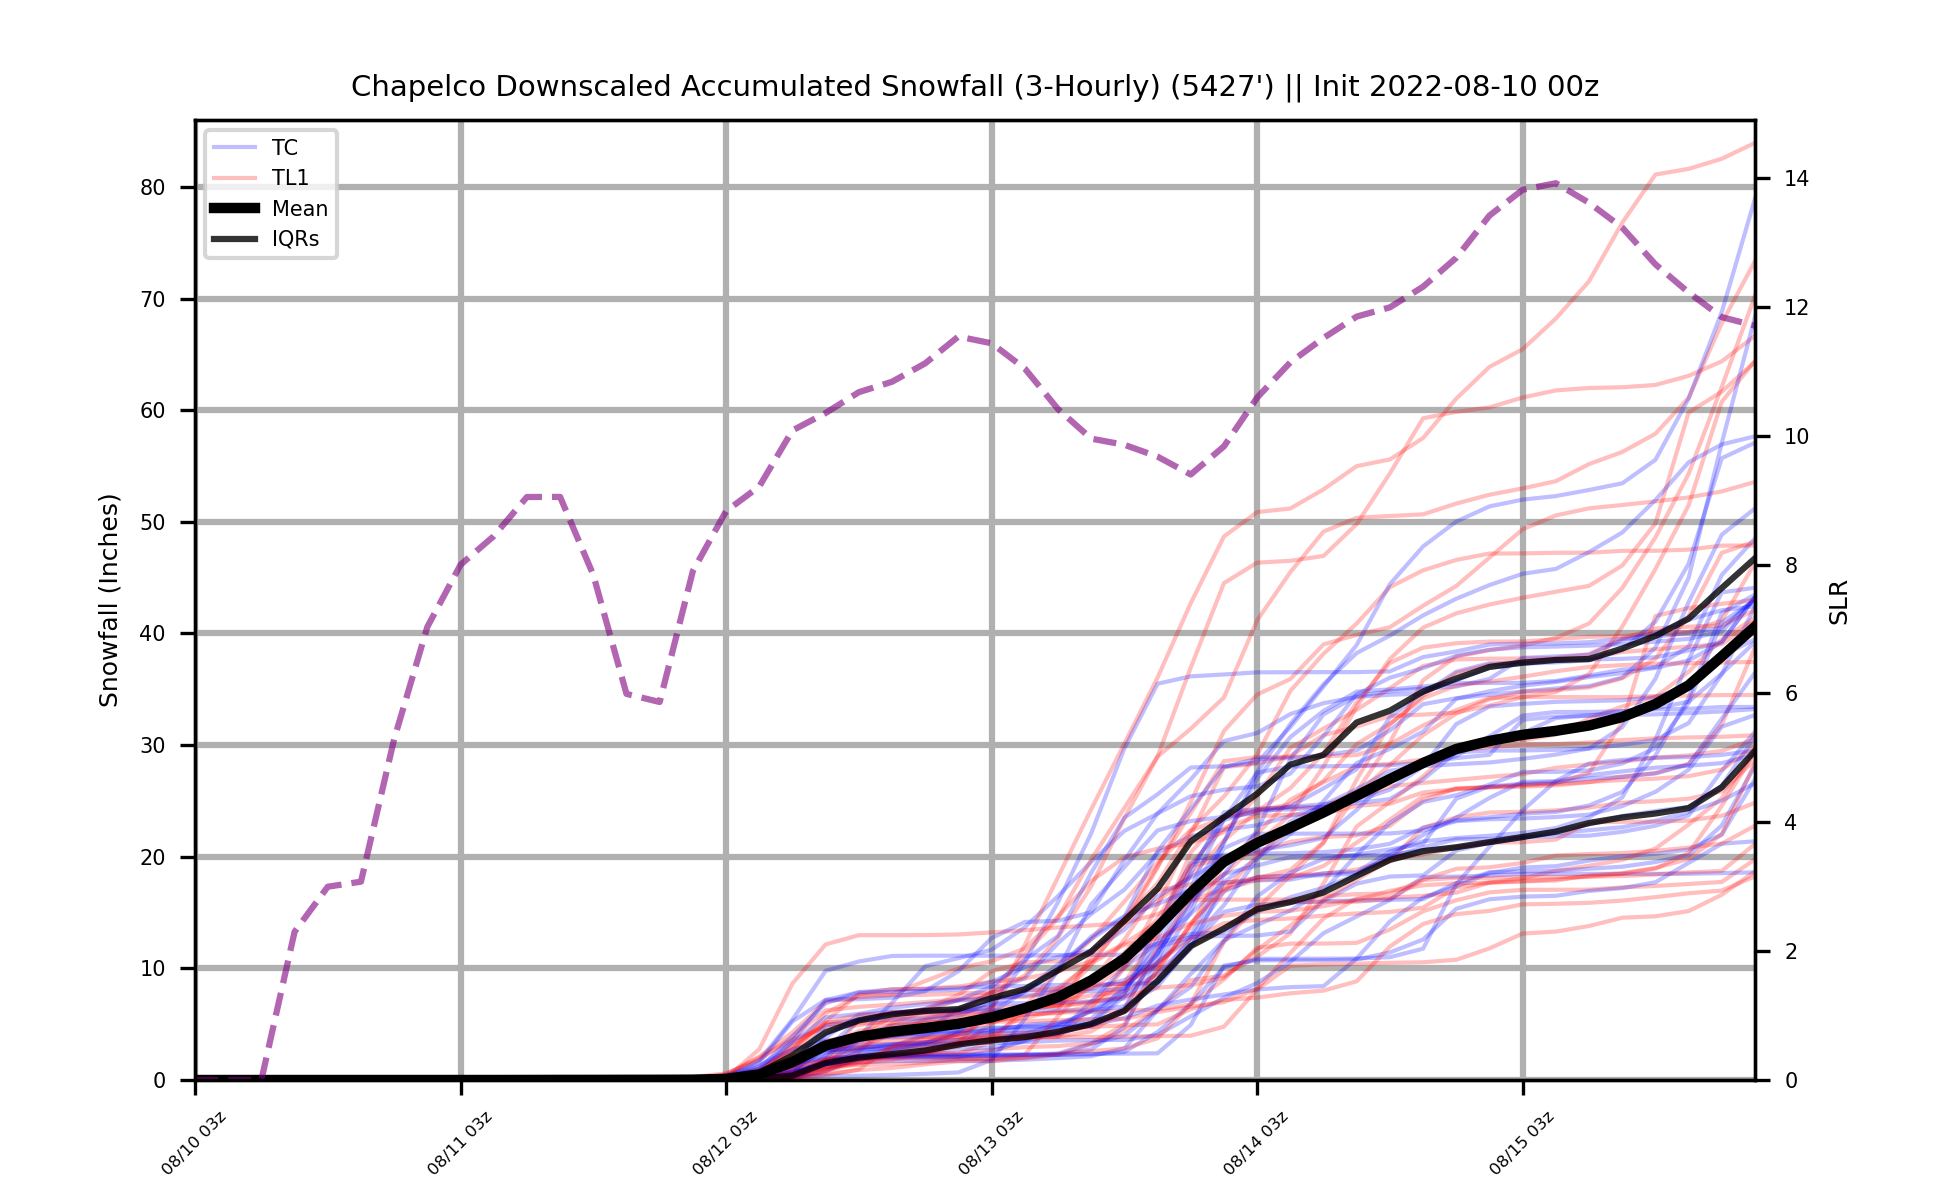 Chapelco Downscaled Accumulated Snowfall (3-Hourly) (5427') || Init 2022-08-10 00z
TC
TL1
Mean
IQRs
Snowfall (Inches)
80
70
60
50
40
30
20
10
0
14
12
10
8
6
4
2
0
SLR
08/10 03z
08/11 03z
08/12 03z
08/13 03z
08/14 03z
08/15 03z